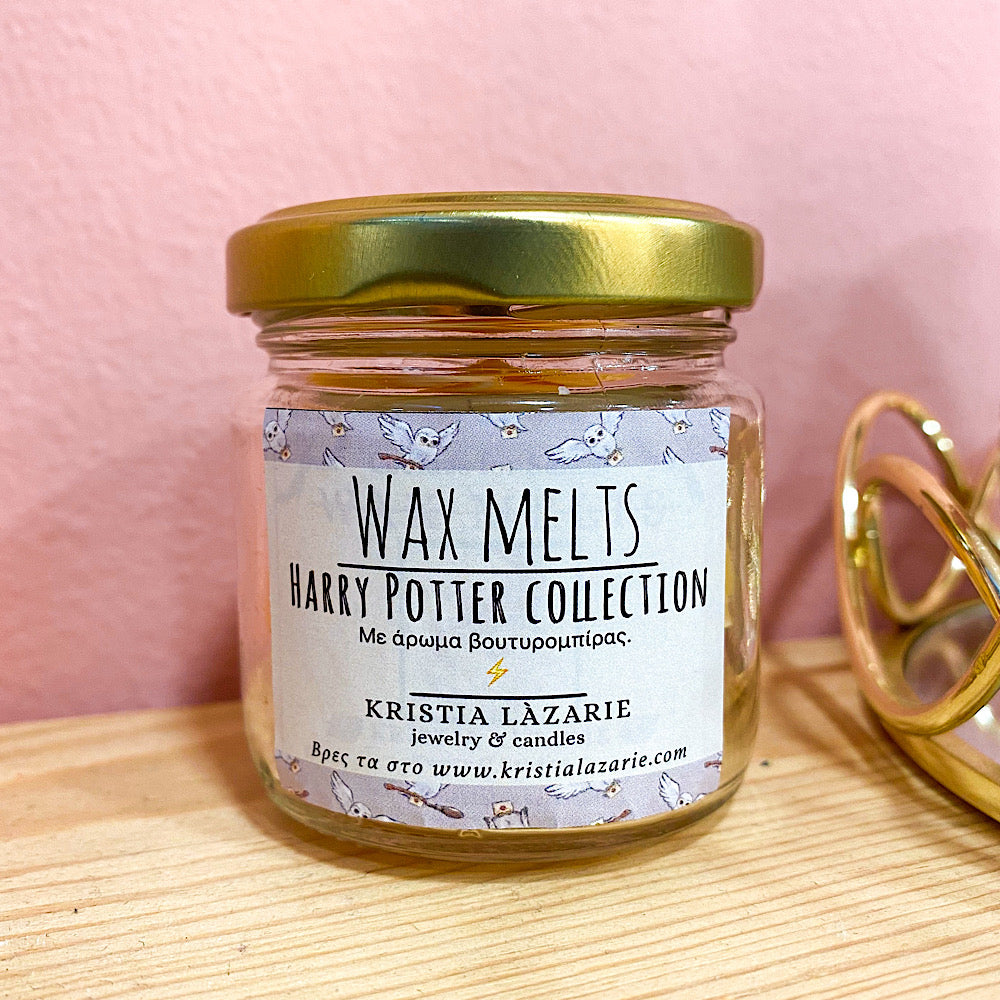 WAX MELTS
HARRY POTTER COLLECTION
Με άρωμα βουτυρομπίρας.
KRISTIA LÀZARIE
jewelry & candles
Βρες τα στο www.kristialazarie.com